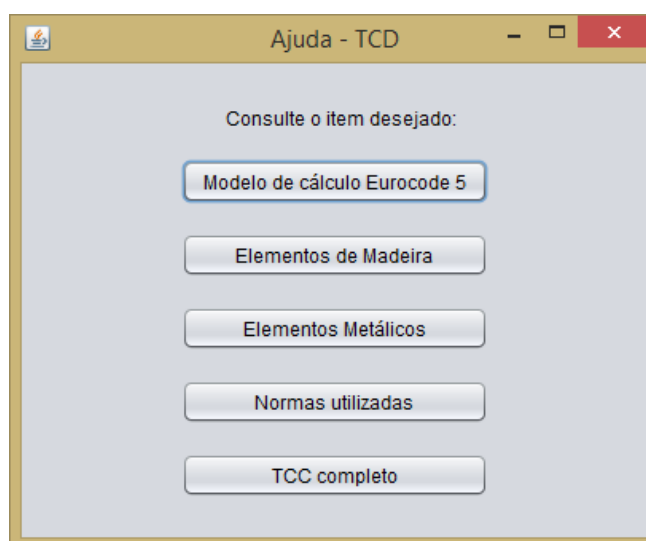 Ajuda - TCD
Consulte o item desejado:
Modelo de cálculo Eurocode 5
Elementos de Madeira
Elementos Metálicos
Normas utilizadas
TCC completo